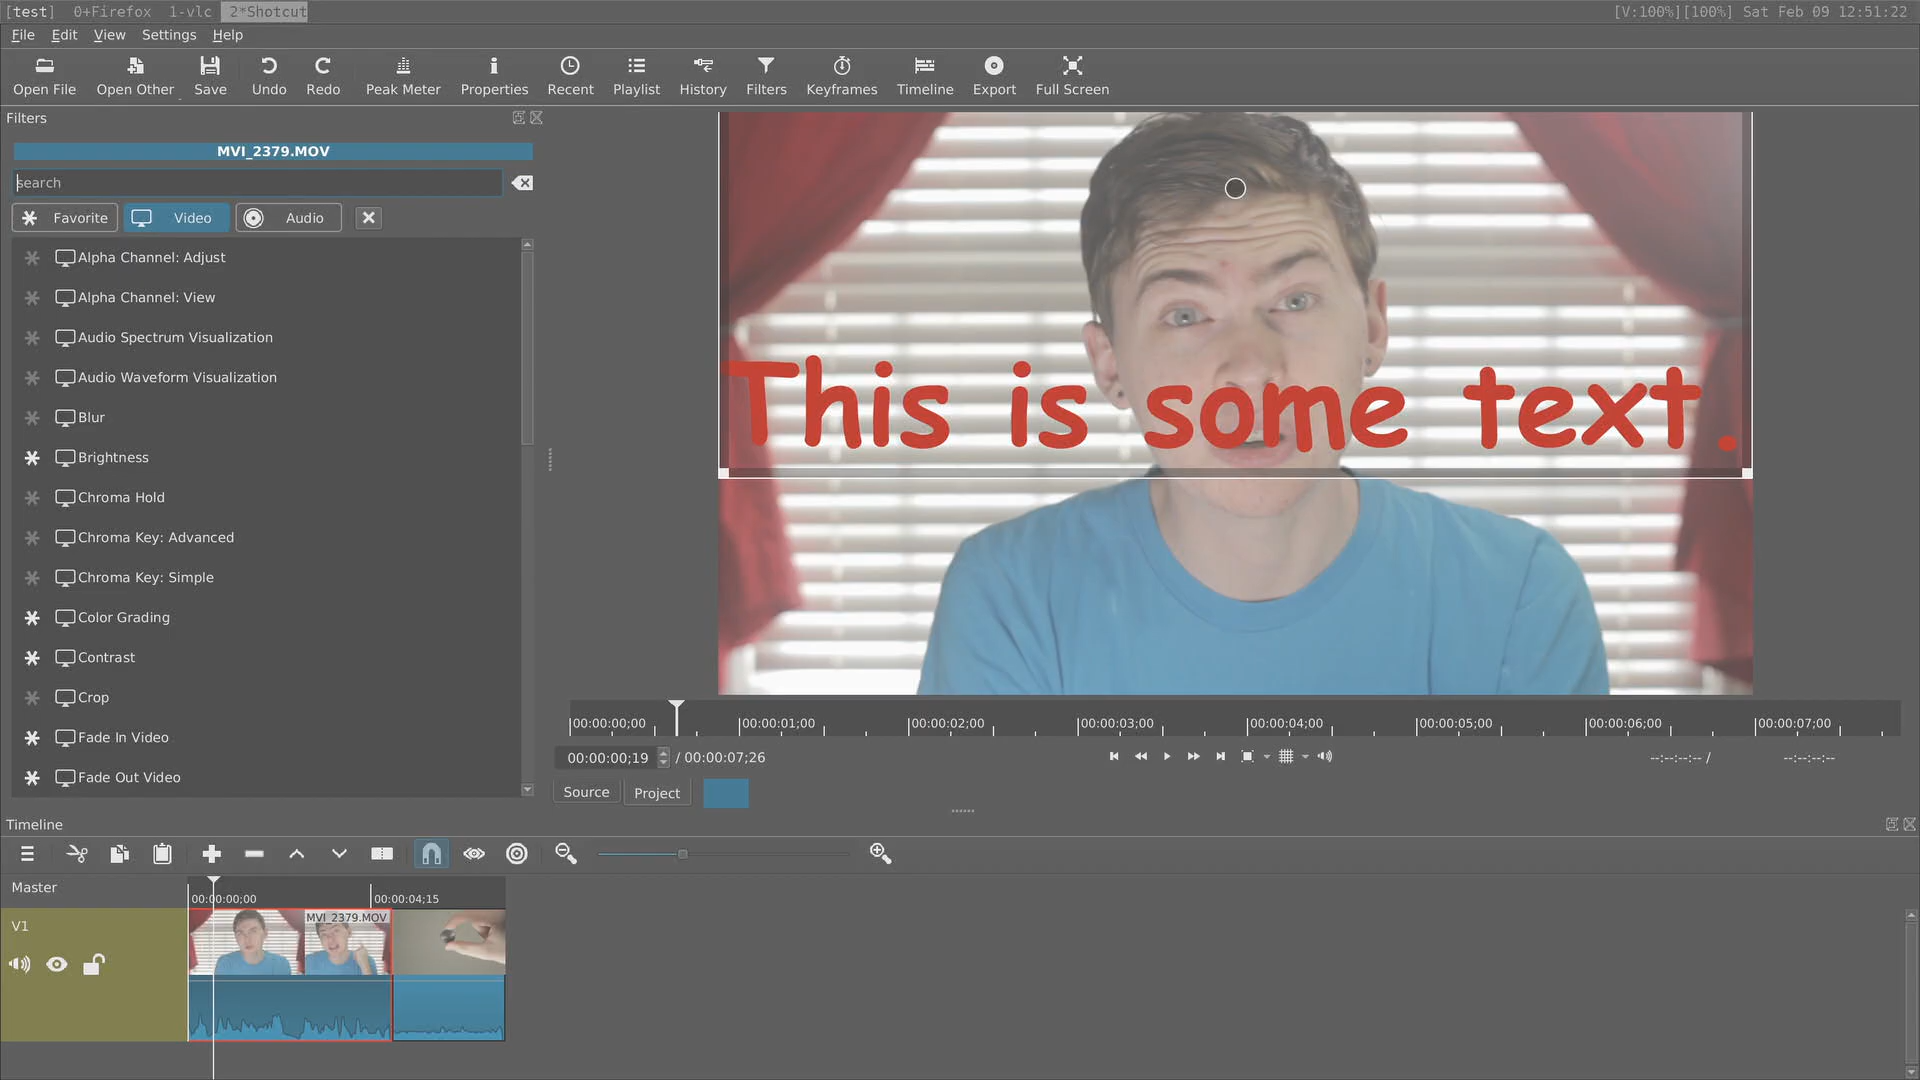 [test] 0+Firefox 1-vlc 2*Shotcut [V:100%][100%] Sat Feb 09 12:51:22
File Edit View Settings Help
Open File Open Other Save Undo Redo Peak Meter Properties Recent Playlist History Filters Keyframes Timeline Export Full Screen
Filters
MVI_2379.MOV
search
Favorite Video Audio
Alpha Channel: Adjust
Alpha Channel: View
Audio Spectrum Visualization
Audio Waveform Visualization
Blur
Brightness
Chroma Hold
Chroma Key: Advanced
Chroma Key: Simple
Color Grading
Contrast
Crop
Fade In Video
Fade Out Video
This is some text.
00:00:00;00 00:00:01;00 00:00:02;00 00:00:03;00 00:00:04;00 00:00:05;00 00:00:06;00 00:00:07;00
00:00:00;19 / 00:00:07;26 --:--:--:-- / --:--:--:--
Source Project
Timeline
Master
00:00:00;00 00:00:04;15
V1
MVI_2379.MOV